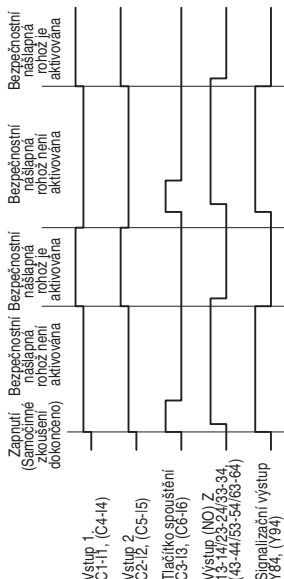 Zapnutí
(Samočinné
zkoušení
dokončeno)
Bezpečnostní
nášlapná
rohož není
aktivována
Bezpečnostní
nášlapná
rohož je
aktivována
Bezpečnostní
nášlapná
rohož není
aktivována
Bezpečnostní
nášlapná
rohož je
aktivována
Vstup 1,
C1-I1, (C4-I4)
Vstup 2
C2-I2, (C5-I5)
Tlačítko spouštění
C3-I3, (C6-I6)
Výstup (NO) Z
13-14/23-24/33-34,
(43-44/53-54/63-64)
Signalizační výstup
Y84, (Y94)